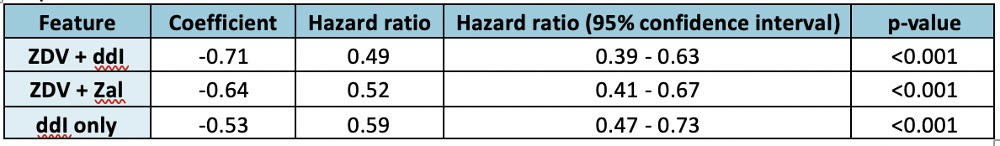 Feature Coefficient Hazard ratio Hazard ratio (95% confidence interval) p-value
ZDV + ddI -0.71 0.49 0.39 - 0.63 <0.001
ZDV + Zal -0.64 0.52 0.41 - 0.67 <0.001
ddI only -0.53 0.59 0.47 - 0.73 <0.001